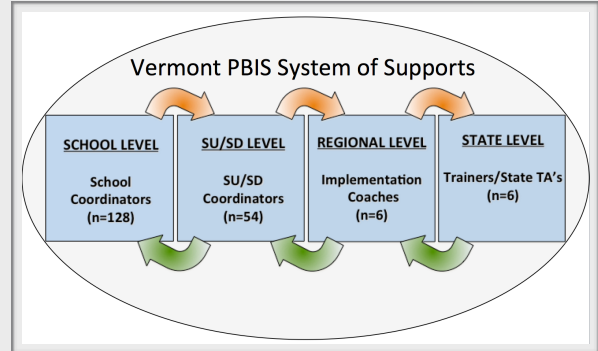 Vermont PBIS System of Supports
SCHOOL LEVEL
School
Coordinators
(n=128)
SU/SD LEVEL
SU/SD
Coordinators
(n=54)
REGIONAL LEVEL
Implementation
Coaches
(n=6)
STATE LEVEL
Trainers/State TA's
(n=6)